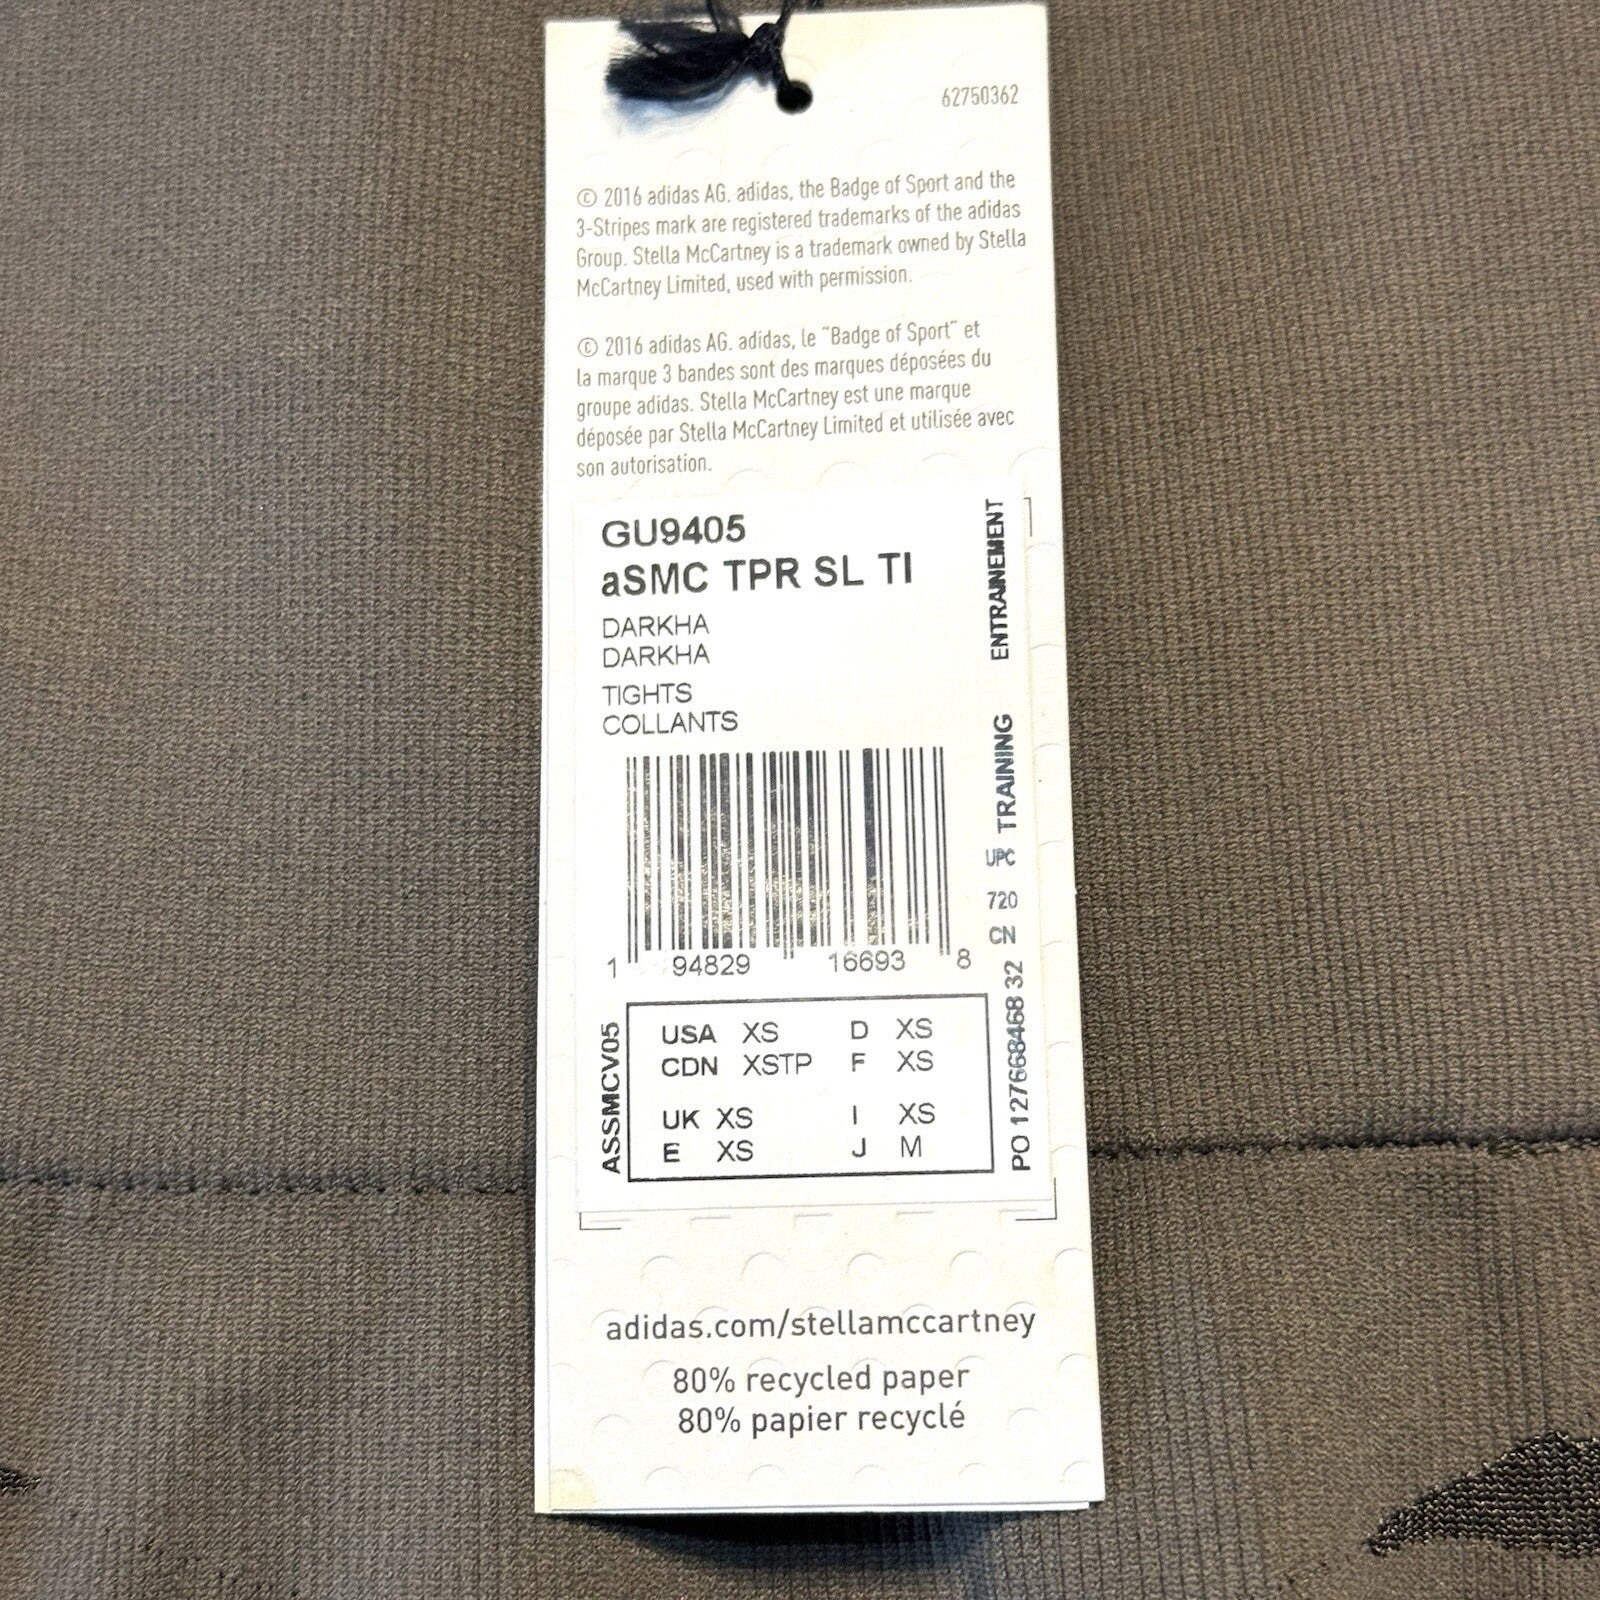 62750362
© 2016 adidas AG. adidas, the Badge of Sport and the
3-Stripes mark are registered trademarks of the adidas
Group. Stella McCartney is a trademark owned by Stella
McCartney Limited, used with permission.
© 2016 adidas AG. adidas, le "Badge of Sport" et
la marque 3 bandes sont des marques déposées du
groupe adidas. Stella McCartney est une marque
déposée par Stella McCartney Limited et utilisée avec
son autorisation.
GU9405
aSMC TPR SL TI
DARKHA
DARKHA
TIGHTS
COLLANTS
1 94829 16693 8
ENTRAINEMENT
TRAINING
UPC
720
CN
PO 127668468 32
ASSMCV05
USA XS D XS
CDN XSTP F XS
UK XS I XS
E XS J M
adidas.com/stellamccartney
80% recycled paper
80% papier recyclé